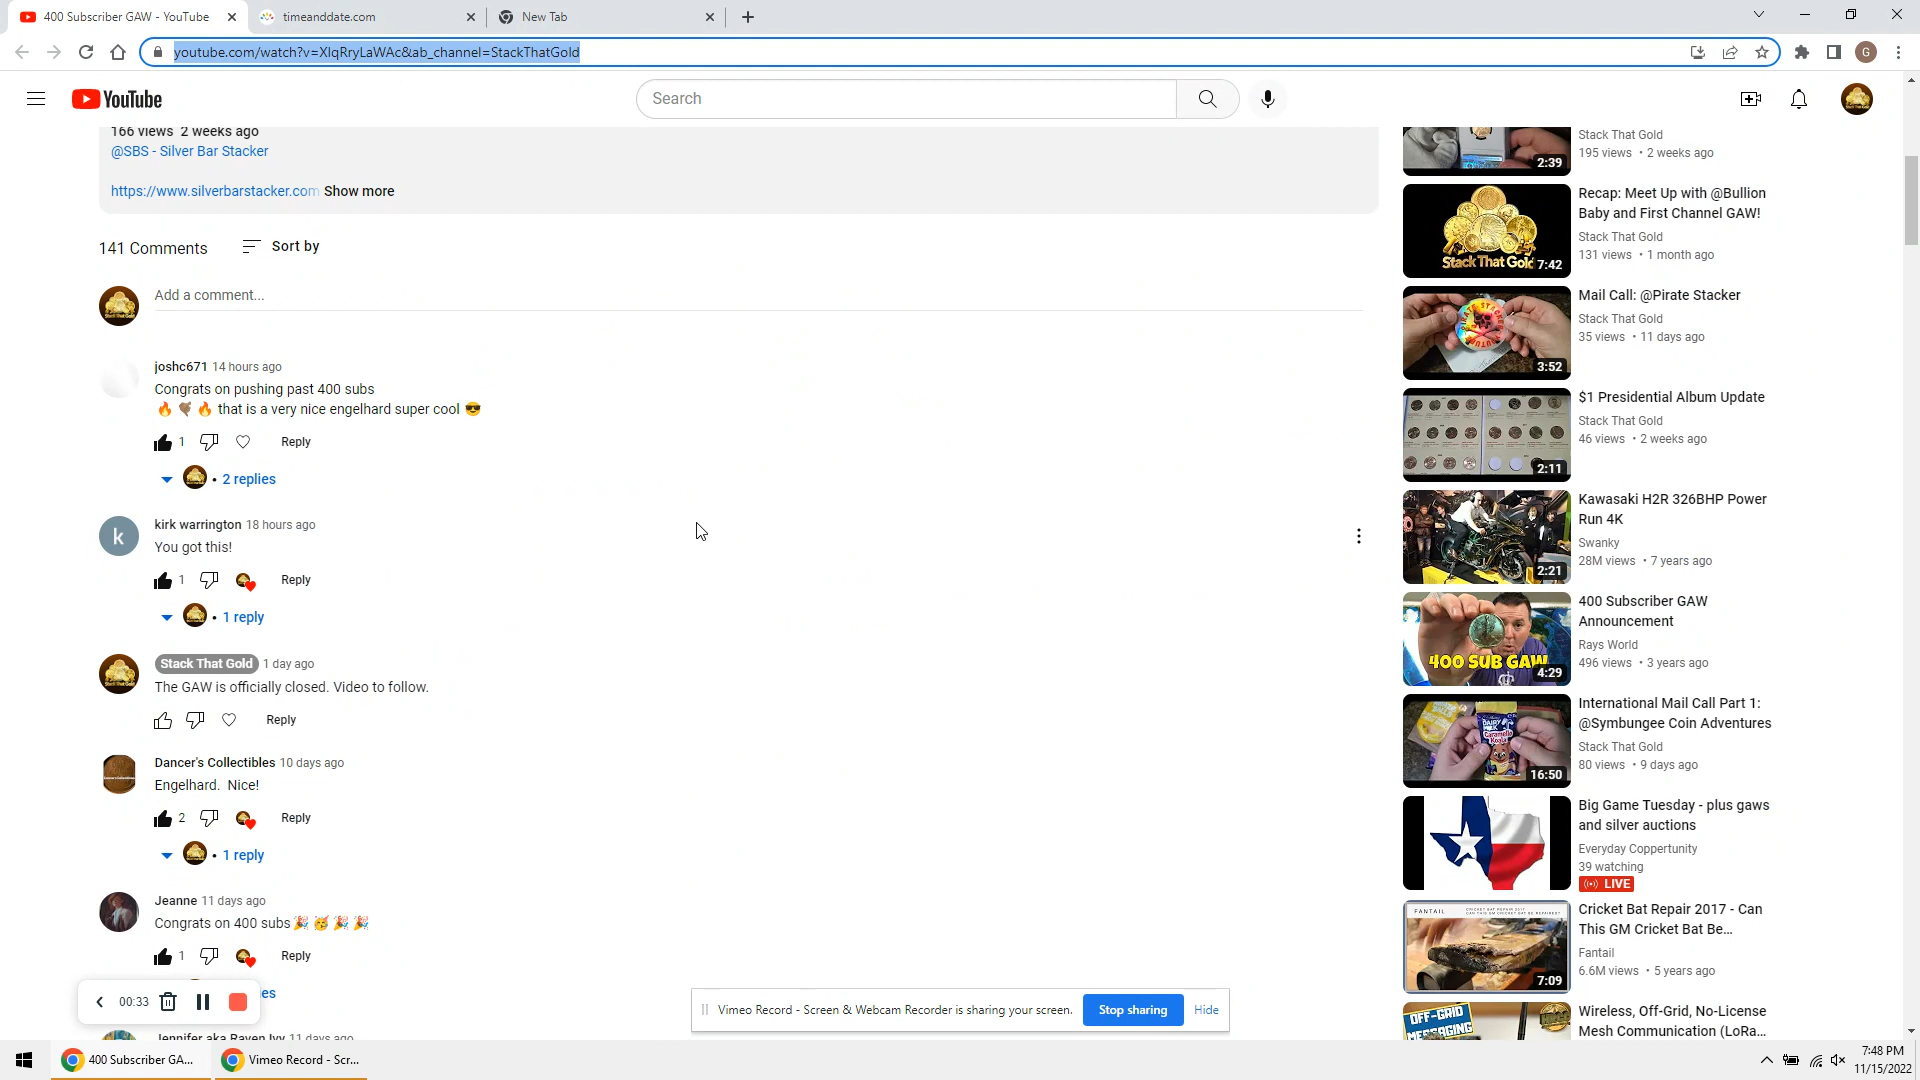 400 Subscriber GAW - YouTube
timeanddate.com
New Tab
youtube.com/watch?v=XlqRryLaWAc&ab_channel=StackThatGold
G
YouTube
Search
166 views 2 weeks ago
@SBS - Silver Bar Stacker
https://www.silverbarstacker.com Show more
141 Comments
Sort by
Add a comment...
joshc671 14 hours ago
Congrats on pushing past 400 subs
🔥 🔥 that is a very nice engelhard super cool 😎
1
Reply
2 replies
k
kirk warrington 18 hours ago
You got this!
1
Reply
1 reply
Stack That Gold 1 day ago
The GAW is officially closed. Video to follow.
Reply
Dancer's Collectibles 10 days ago
Engelhard. Nice!
2
Reply
1 reply
Jeanne 11 days ago
Congrats on 400 subs🎉 🥳 🎉 🎉
1
Reply
Jennifer aka Raven Ivy 11 days ago
00:33
Stack That Gold
195 views • 2 weeks ago
2:39
Recap: Meet Up with @Bullion
Baby and First Channel GAW!
Stack That Gold
131 views • 1 month ago
Stack That Gold
7:42
Mail Call: @Pirate Stacker
Stack That Gold
35 views • 11 days ago
3:52
$1 Presidential Album Update
Stack That Gold
46 views • 2 weeks ago
2:11
Kawasaki H2R 326BHP Power
Run 4K
Swanky
28M views • 7 years ago
2:21
400 Subscriber GAW
Announcement
Rays World
496 views • 3 years ago
400 SUB GAW
4:29
International Mail Call Part 1:
@Symbungee Coin Adventures
Stack That Gold
80 views • 9 days ago
16:50
Big Game Tuesday - plus gaws
and silver auctions
Everyday Coppertunity
39 watching
LIVE
Cricket Bat Repair 2017 - Can
This GM Cricket Bat Be...
Fantail
6.6M views • 5 years ago
FANTAIL
7:09
Wireless, Off-Grid, No-License
Mesh Communication (LoRa...
OFF-GRID
MESSAGING
Vimeo Record - Screen & Webcam Recorder is sharing your screen.
Stop sharing
Hide
400 Subscriber GA...
Vimeo Record - Scr...
7:48 PM
11/15/2022